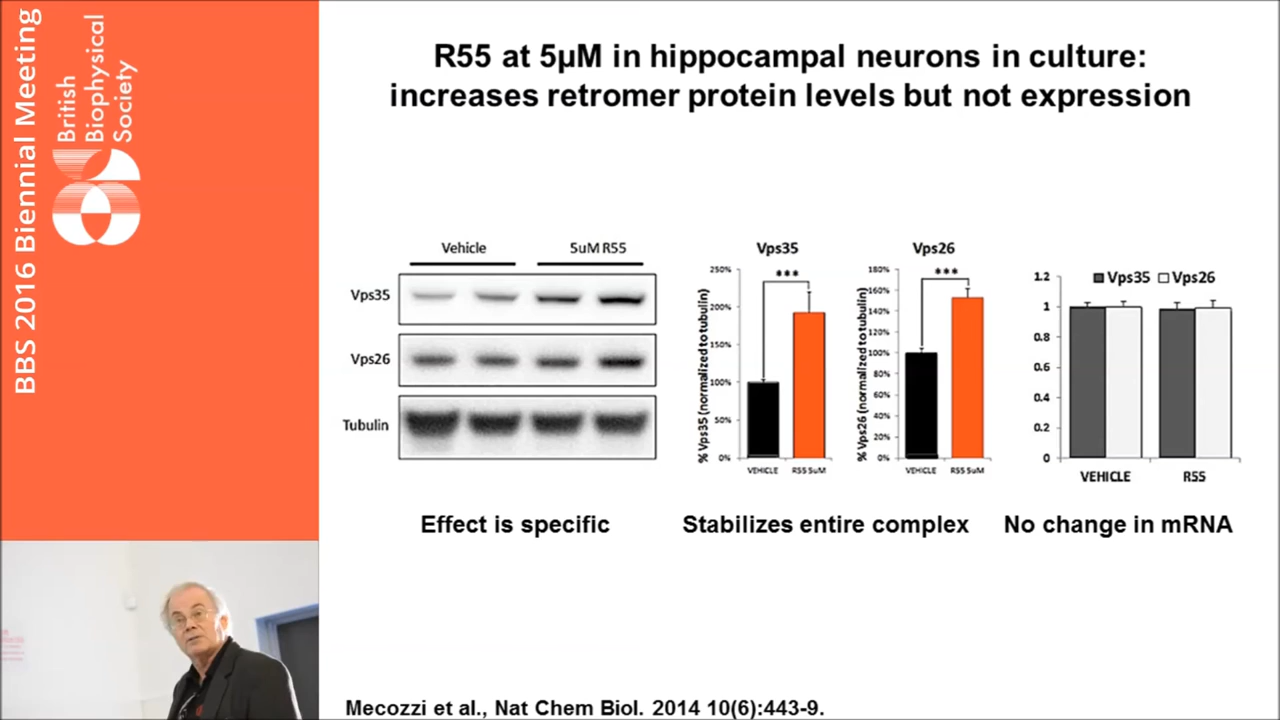 BBS 2016 Biennial Meeting
British
Biophysical
Society
R55 at 5µM in hippocampal neurons in culture:
increases retromer protein levels but not expression
Vehicle
5uM R55
Vps35
Vps26
Tubulin
Vps35
% Vps35 (normalized to tubulin)
250%
200%
150%
100%
50%
0%
***
VEHICLE
R55 5uM
Vps26
% Vps26 (normalized to tubulin)
180%
160%
140%
120%
100%
80%
60%
40%
20%
0%
***
VEHICLE
R55 5uM
Vps35 Vps26
1.2
1
0.8
0.6
0.4
0.2
0
VEHICLE
R55
Effect is specific
Stabilizes entire complex
No change in mRNA
Mecozzi et al., Nat Chem Biol. 2014 10(6):443-9.